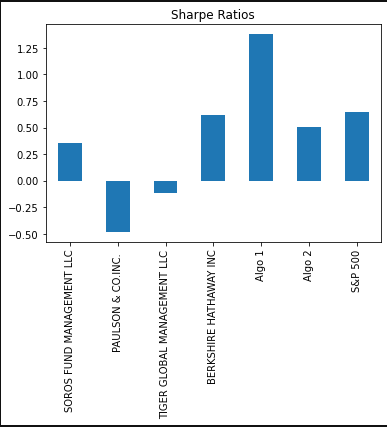 Sharpe Ratios
1.25
1.00
0.75
0.50
0.25
0.00
−0.25
−0.50
SOROS FUND MANAGEMENT LLC
PAULSON & CO.INC.
TIGER GLOBAL MANAGEMENT LLC
BERKSHIRE HATHAWAY INC
Algo 1
Algo 2
S&P 500